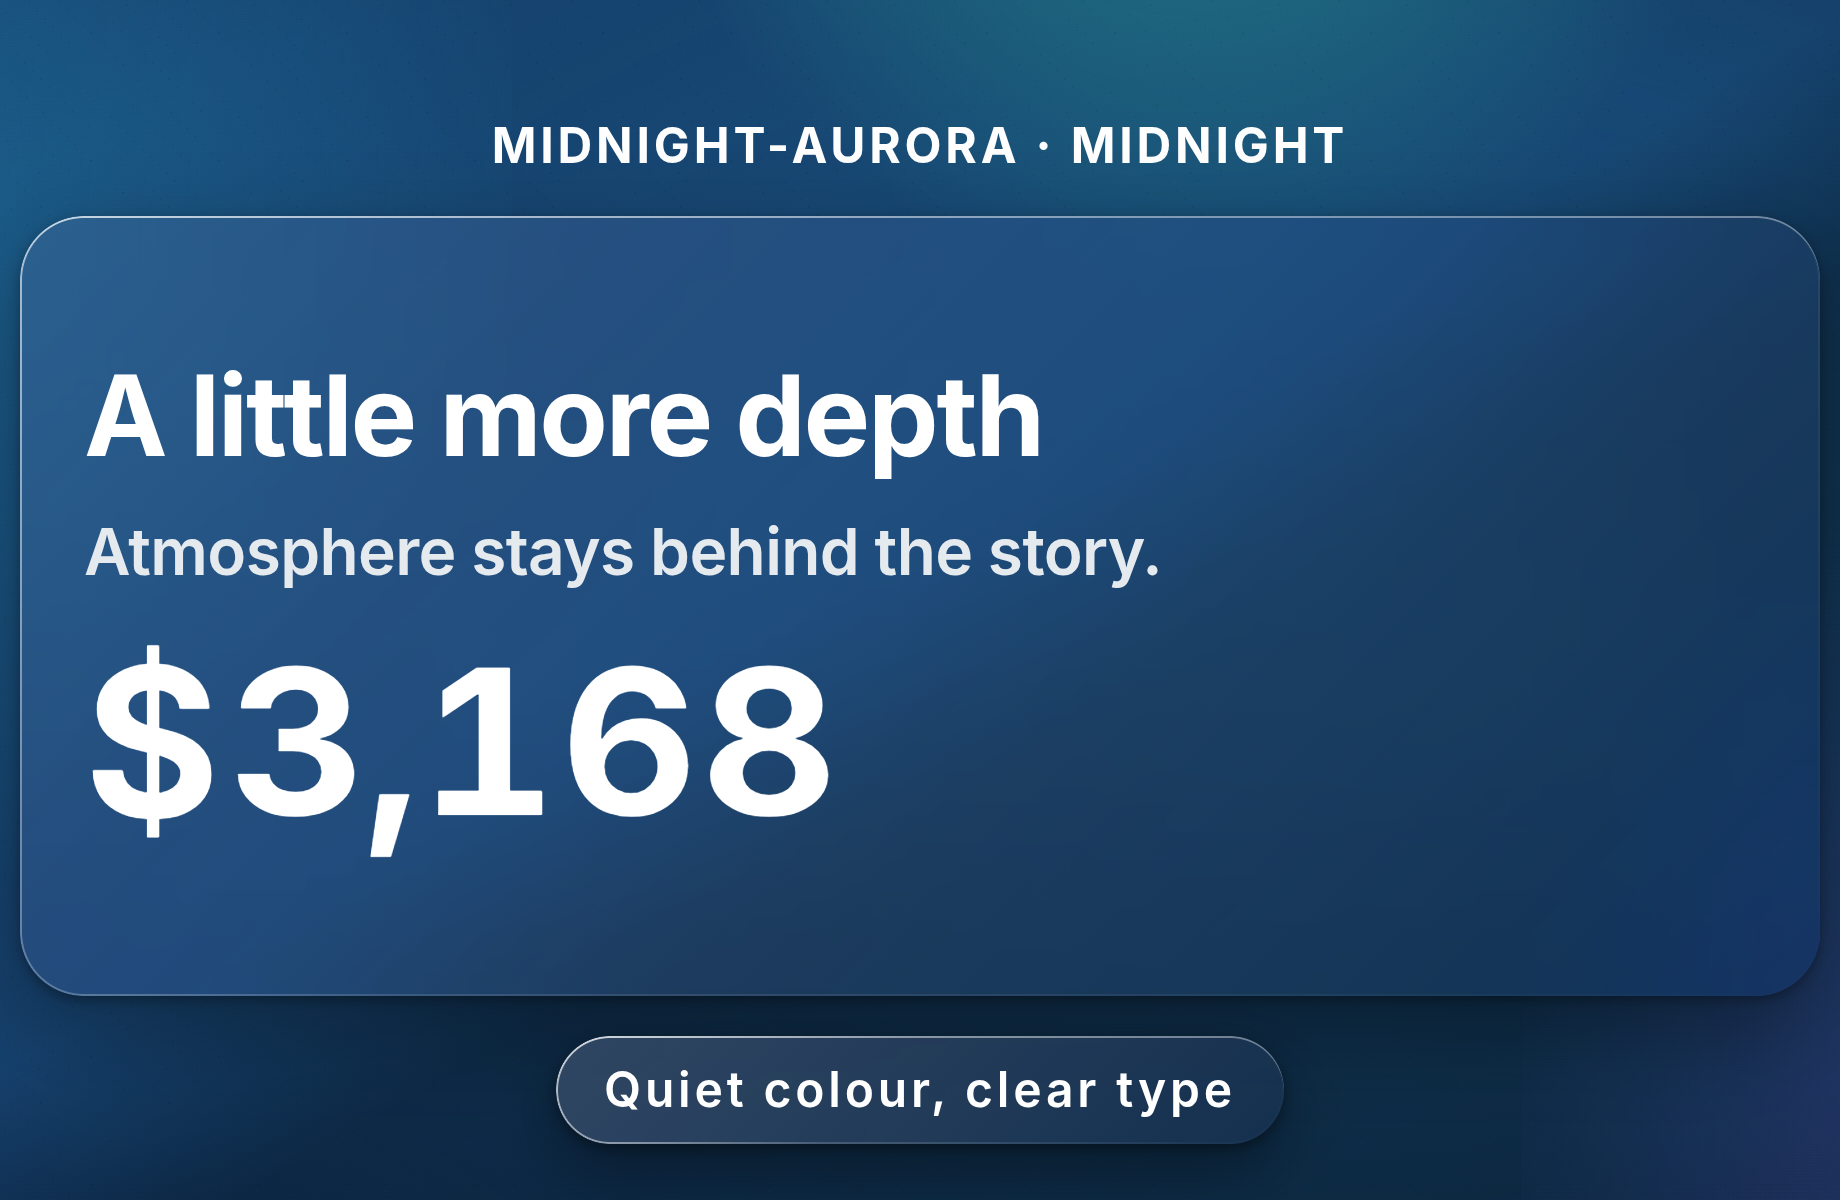 MIDNIGHT-AURORA · MIDNIGHT
A little more depth
Atmosphere stays behind the story.
$3,168
Quiet colour, clear type